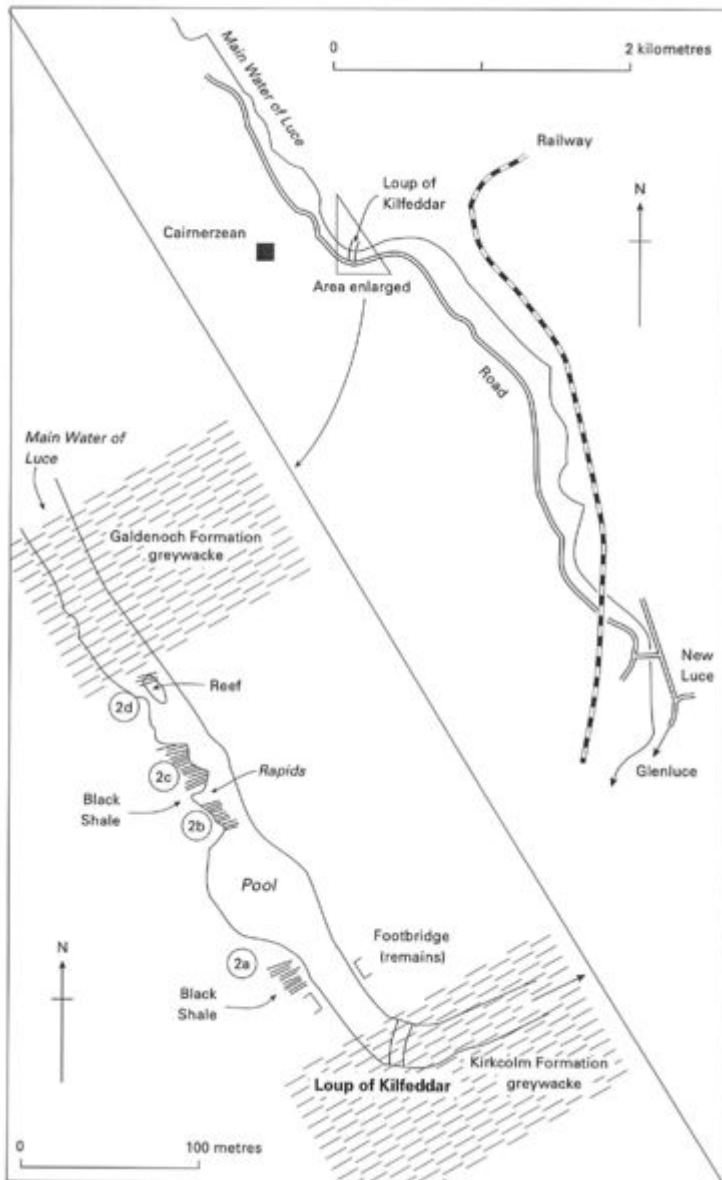 0
2 kilometres
Main Water of Luce
Railway
Loup of
Kilfeddar
N
Cairnerzean
Area enlarged
Road
Main Water of
Luce
Galdenoch Formation
greywacke
Reef
New
Luce
2d
2c
Rapids
Glenluce
Black
Shale
2b
Pool
Footbridge
(remains)
N
2a
Black
Shale
Kirkcolm Formation
greywacke
Loup of Kilfeddar
0
100 metres